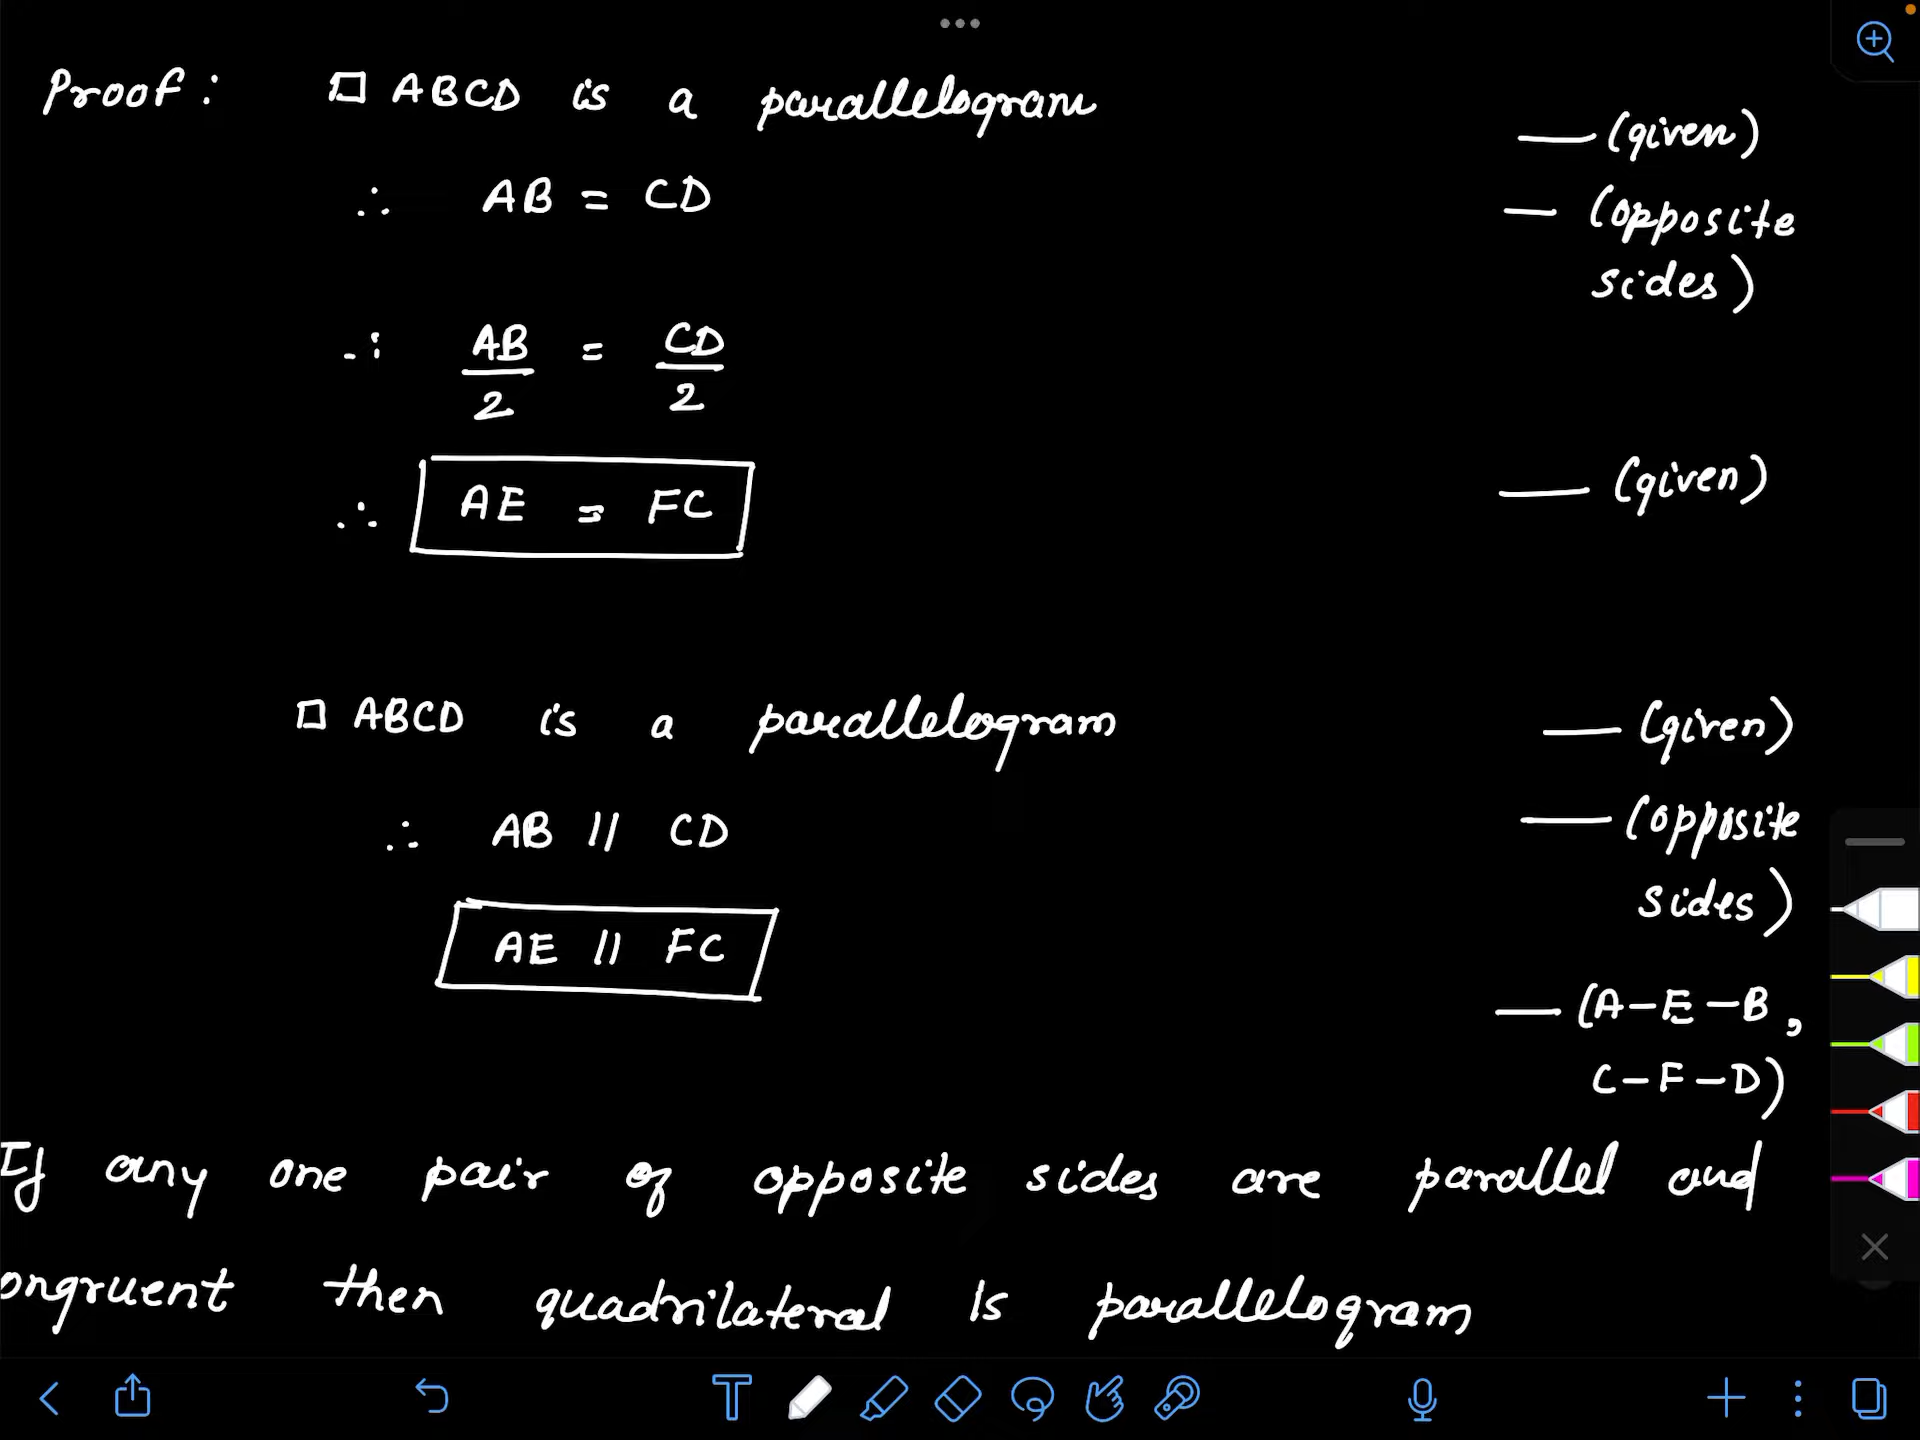 Proof : □ ABCD is a parallelogram — (given)
∴ AB = CD — (opposite
sides)
∴ AB/2 = CD/2
∴ AE = FC — (given)
□ ABCD is a parallelogram — (given)
∴ AB || CD — (opposite
sides)
AE || FC
— (A-E-B,
C-F-D)
If any one pair of opposite sides are parallel and
ongruent then quadrilateral is parallelogram